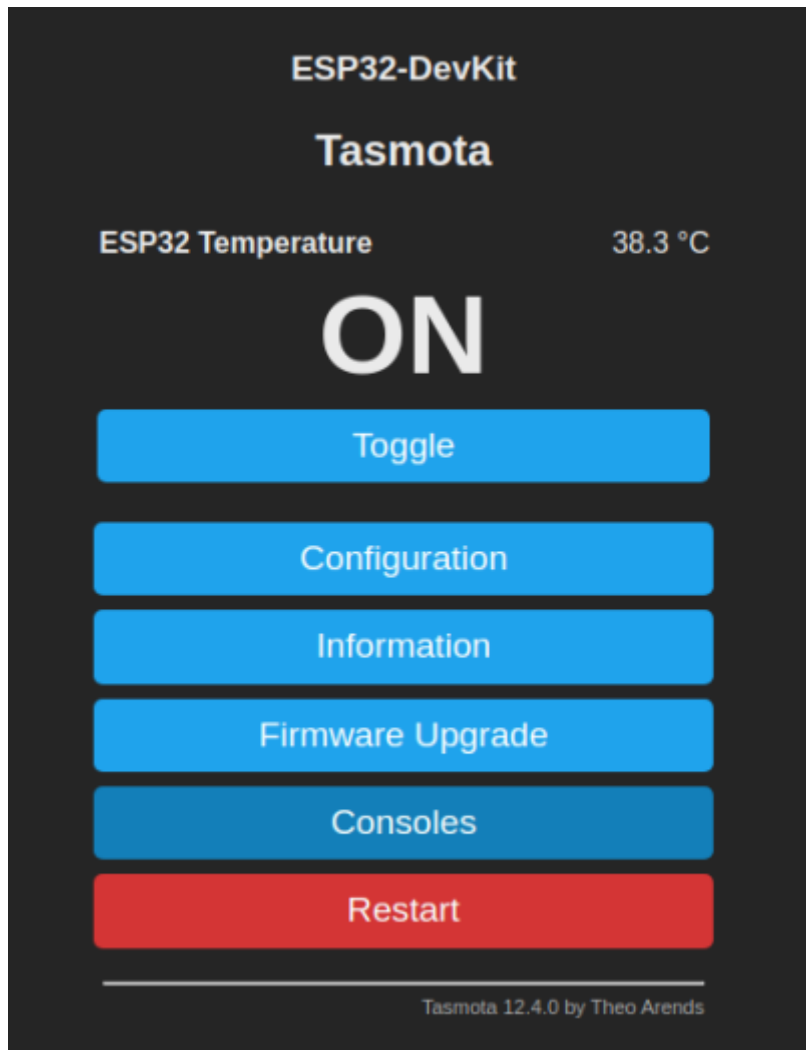 ESP32-DevKit
Tasmota
ESP32 Temperature 38.3 °C
ON
Toggle
Configuration
Information
Firmware Upgrade
Consoles
Restart
Tasmota 12.4.0 by Theo Arends